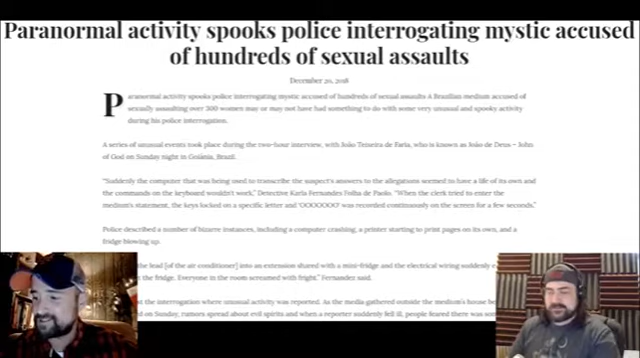 Paranormal activity spooks police interrogating mystic accused
of hundreds of sexual assaults
December 20, 2018
Paranormal activity spooks police interrogating mystic accused of hundreds of sexual assaults A Brazilian medium accused of
sexually assaulting over 300 women may or may not have had something to do with some very unusual and spooky activity
during his police interrogation.
A series of unusual events took place during the two-hour interview, with João Teixeira de Faria, who is known as João de Deus – John
of God on Sunday night in Goiânia, Brazil.
“Suddenly the computer that was being used to transcribe the suspect's answers to the allegations seemed to have a life of its own and
the commands on the keyboard wouldn't work,” Detective Karla Fernandes Folha de Paolo. “When the clerk tried to enter the
medium's statement, the keys locked on a specific letter and was recorded continuously on the screen for a few seconds.”
Police described a number of bizarre instances, including a computer crashing, a printer starting to print pages on its own, and a
fridge blowing up.
the lead [of the air conditioner] into an extension shared with a mini-fridge and the electrical wiring suddenly
the fridge. Everyone in the room screamed with fright.” Fernandez said.
the interrogation where unusual activity was reported. As the media gathered outside the medium's house
on Sunday, rumors spread about evil spirits and when a reporter suddenly fell ill, people feared there was